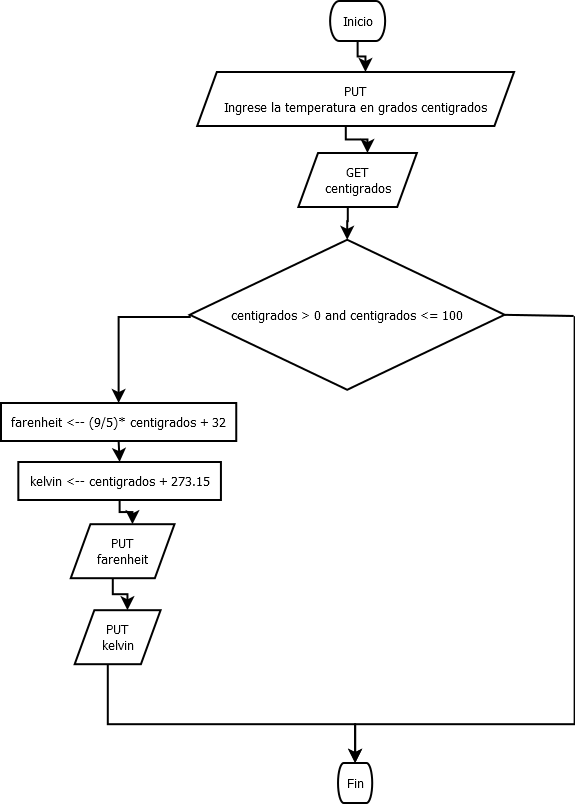 Inicio
PUT
Ingrese la temperatura en grados centigrados
GET
centigrados
centigrados > 0 and centigrados <= 100
farenheit <-- (9/5)* centigrados + 32
kelvin <-- centigrados + 273.15
PUT
farenheit
PUT
kelvin
Fin